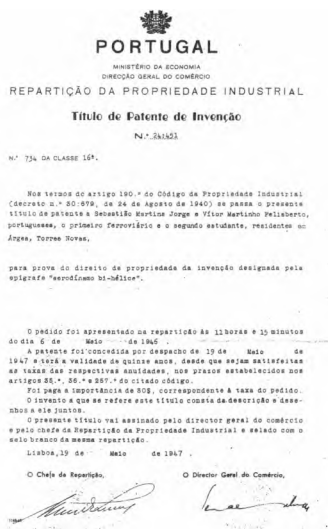 PORTUGAL
MINISTÉRIO DA ECONOMIA
DIRECÇÃO GERAL DO COMÉRCIO
REPARTIÇÃO DA PROPRIEDADE INDUSTRIAL
Título de Patente de Invenção
N.º 24:451
N.º 734 DA CLASSE 16ª.
Nos termos do artigo 190.º do Código da Propriedade Industrial
(decreto n.º 30:679, de 24 de Agosto de 1940) se passa o presente
título de patente a Sebastião Martins Jorge e Vítor Martinho Felisberto,
portugueses, o primeiro ferroviário e o segundo estudante, residentes em
Árgea, Torres Novas,
para prova do direito de propriedade da invenção designada pela
epígrafe "aerodínamo bi-hélice".
O pedido foi apresentado na repartição às 11 horas e 15 minutos
do dia 6 de Maio de 1946 .
A patente foi concedida por despacho de 19 de Maio de
1947 e terá a validade de quinze anos, desde que sejam satisfeitas
as taxas das respectivas anuidades, nos prazos estabelecidos nos
artigos 35.º, 36.º e 257.º do citado código.
Foi paga a importância de 80$, correspondente à taxa do pedido.
O invento a que se refere este título consta da descrição e dese-
nhos a ele juntos.
O presente título vai assinado pelo director geral do comércio
e pelo chefe da Repartição da Propriedade Industrial e selado com o
selo branco da mesma repartição.
Lisboa, 19 de Maio de 1947 .
O Chefe da Repartição, O Director Geral do Comércio,